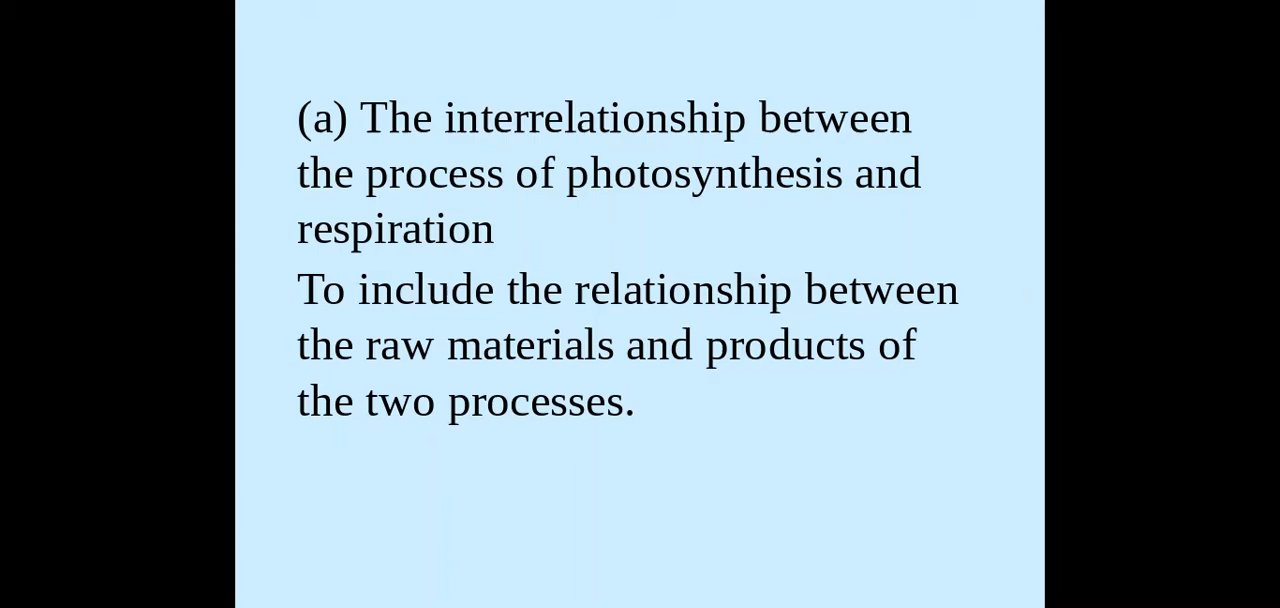 (a) The interrelationship between
the process of photosynthesis and
respiration
To include the relationship between
the raw materials and products of
the two processes.